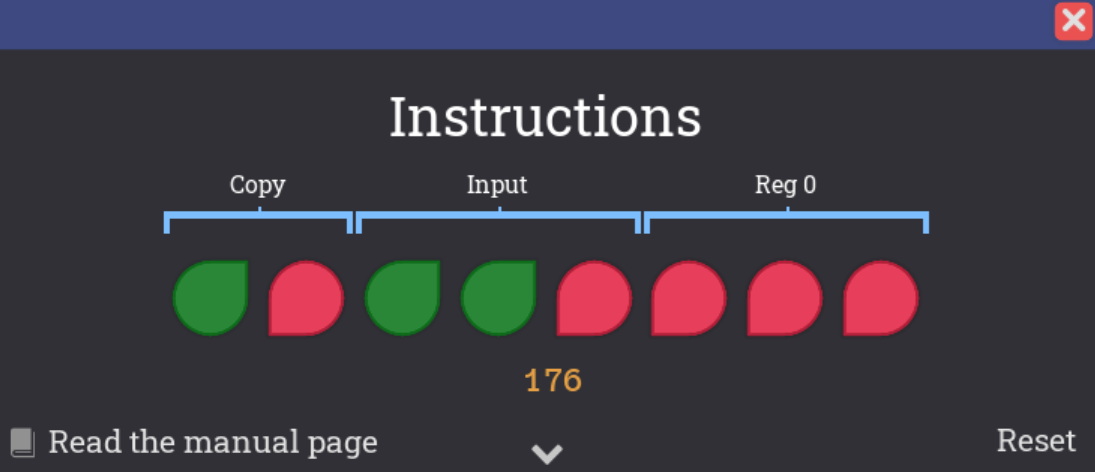 Instructions
Copy Input Reg 0
176
Read the manual page
Reset